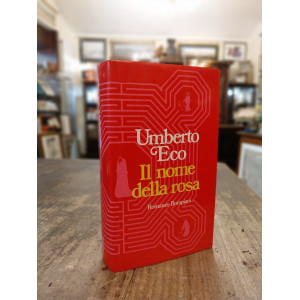 Umberto
Eco
Il nome
della rosa
Romanzo Bompiani